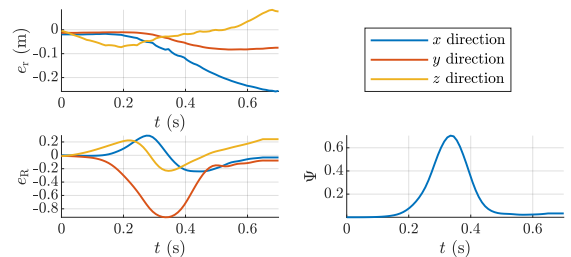 0
-0.1
-0.2
e_r (m)
0 0.2 0.4 0.6
t (s)
x direction
y direction
z direction
0.2
0
-0.2
-0.4
-0.6
-0.8
e_R
0 0.2 0.4 0.6
t (s)
0.6
0.4
0.2
Ψ
0 0.2 0.4 0.6
t (s)